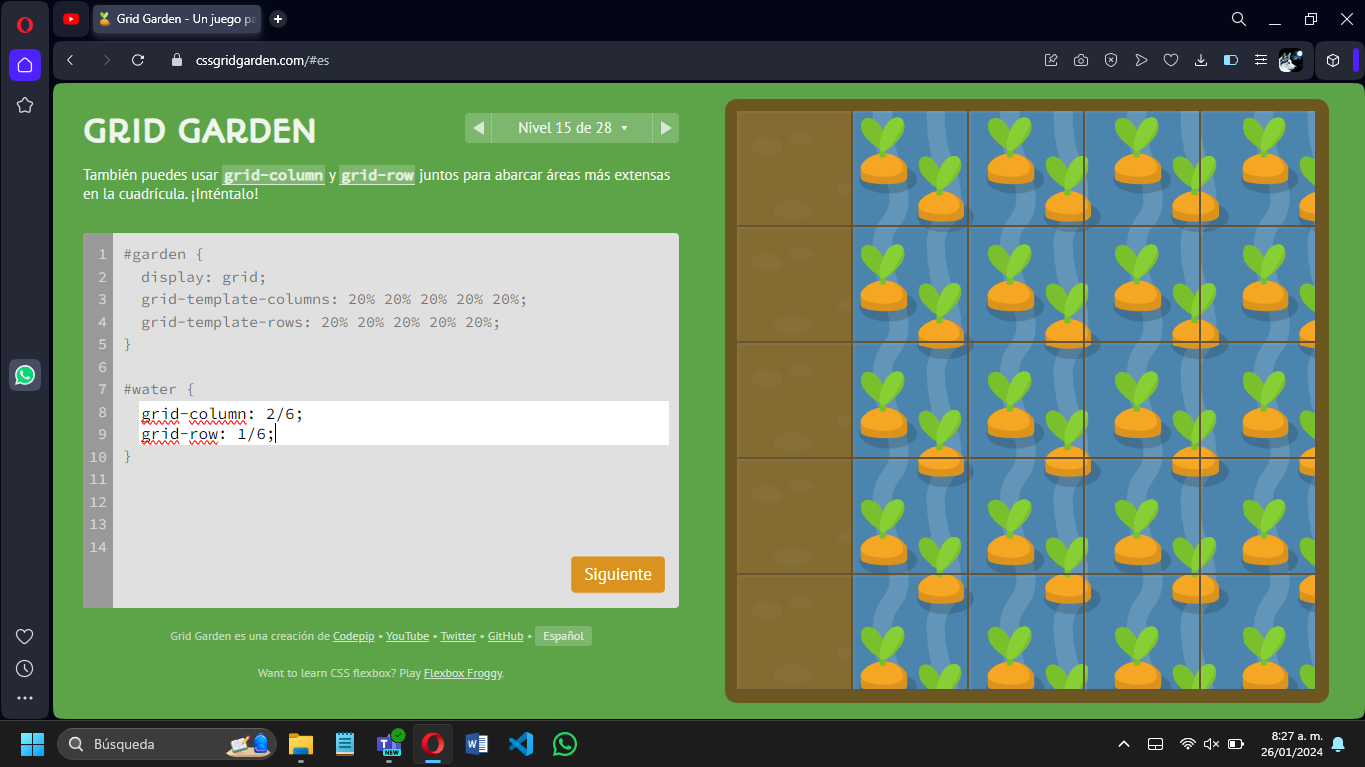 Grid Garden - Un juego pa
cssgridgarden.com/#es
GRID GARDEN
Nivel 15 de 28
También puedes usar grid-column y grid-row juntos para abarcar áreas más extensas
en la cuadrícula. ¡Inténtalo!
1 #garden {
2 display: grid;
3 grid-template-columns: 20% 20% 20% 20% 20%;
4 grid-template-rows: 20% 20% 20% 20% 20%;
5 }
6
7 #water {
8 grid-column: 2/6;
9 grid-row: 1/6;
10 }
11
12
13
14
Siguiente
Grid Garden es una creación de Codepip • YouTube • Twitter • GitHub • Español
Want to learn CSS flexbox? Play Flexbox Froggy.
Búsqueda
NEW
8:27 a. m.
26/01/2024